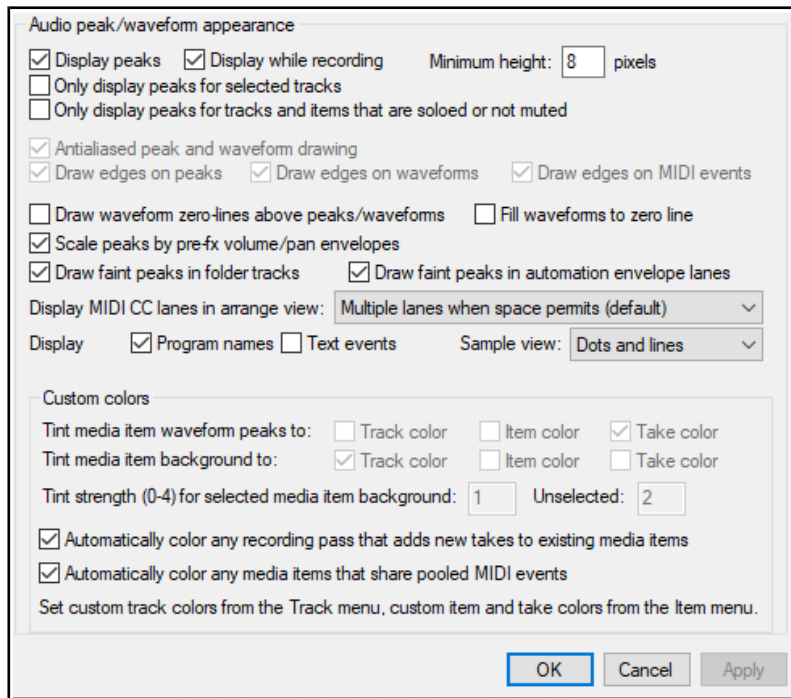 Audio peak/waveform appearance
Display peaks Display while recording Minimum height: 8 pixels
Only display peaks for selected tracks
Only display peaks for tracks and items that are soloed or not muted
Antialiased peak and waveform drawing
Draw edges on peaks Draw edges on waveforms Draw edges on MIDI events
Draw waveform zero-lines above peaks/waveforms Fill waveforms to zero line
Scale peaks by pre-fx volume/pan envelopes
Draw faint peaks in folder tracks Draw faint peaks in automation envelope lanes
Display MIDI CC lanes in arrange view: Multiple lanes when space permits (default)
Display Program names Text events Sample view: Dots and lines
Custom colors
Tint media item waveform peaks to: Track color Item color Take color
Tint media item background to: Track color Item color Take color
Tint strength (0-4) for selected media item background: 1 Unselected: 2
Automatically color any recording pass that adds new takes to existing media items
Automatically color any media items that share pooled MIDI events
Set custom track colors from the Track menu, custom item and take colors from the Item menu.
OK Cancel Apply